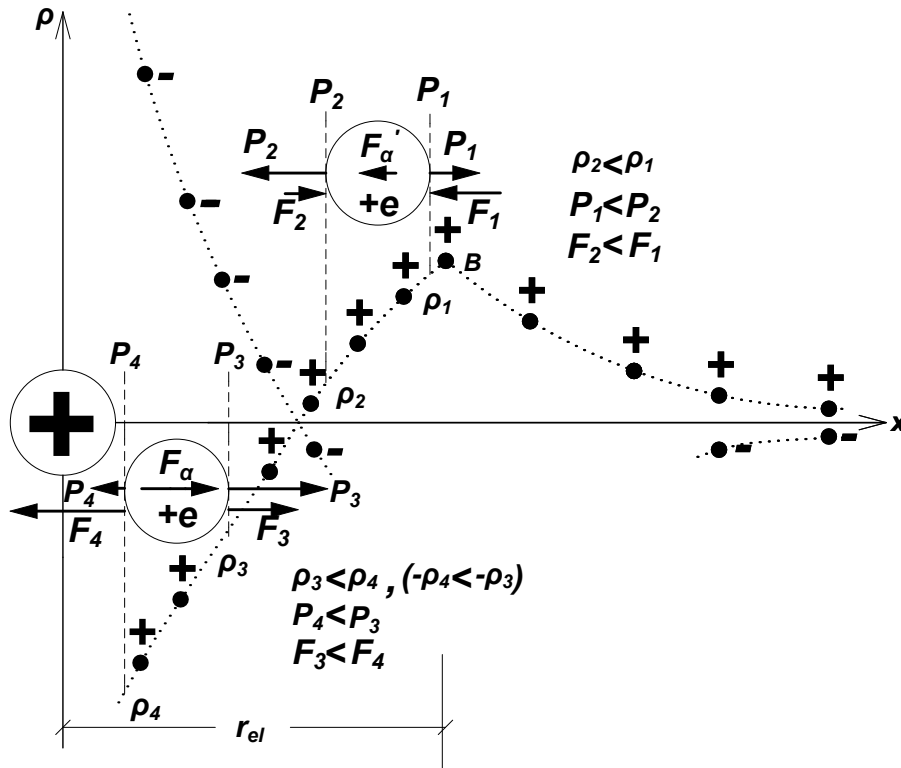 ρ
-
P₂ P₁
P₂ Fα' P₁
ρ₂<ρ₁
+e
F₂ F₁
P₁<P₂
-
+
F₂<F₁
+ B
-
+ ρ₁
+
P₄ P₃
+
-
+
+ +
ρ₂
+
x
+
-
- -
Fα
P₄ P₃
+e
F₄ F₃
ρ₃
+
ρ₃<ρ₄, (-ρ₄<-ρ₃)
P₄<P₃
+
F₃<F₄
ρ₄
r_el